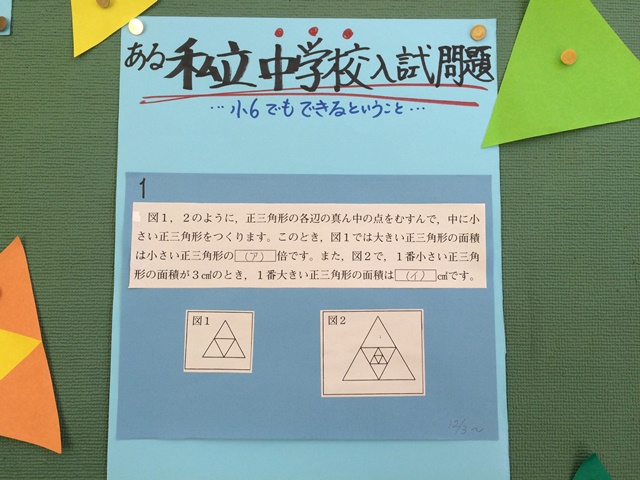 ある私立中学校入試問題
…小6でもできるということ…
1
図1，2のように，正三角形の各辺の真ん中の点をむすんで，中に小
さい正三角形をつくります。このとき，図1では大きい正三角形の面積
は小さい正三角形の（ア）倍です。また，図2で，1番小さい正三角
形の面積が3㎠のとき，1番大きい正三角形の面積は（イ）㎠です。
図1
図2
12/3～